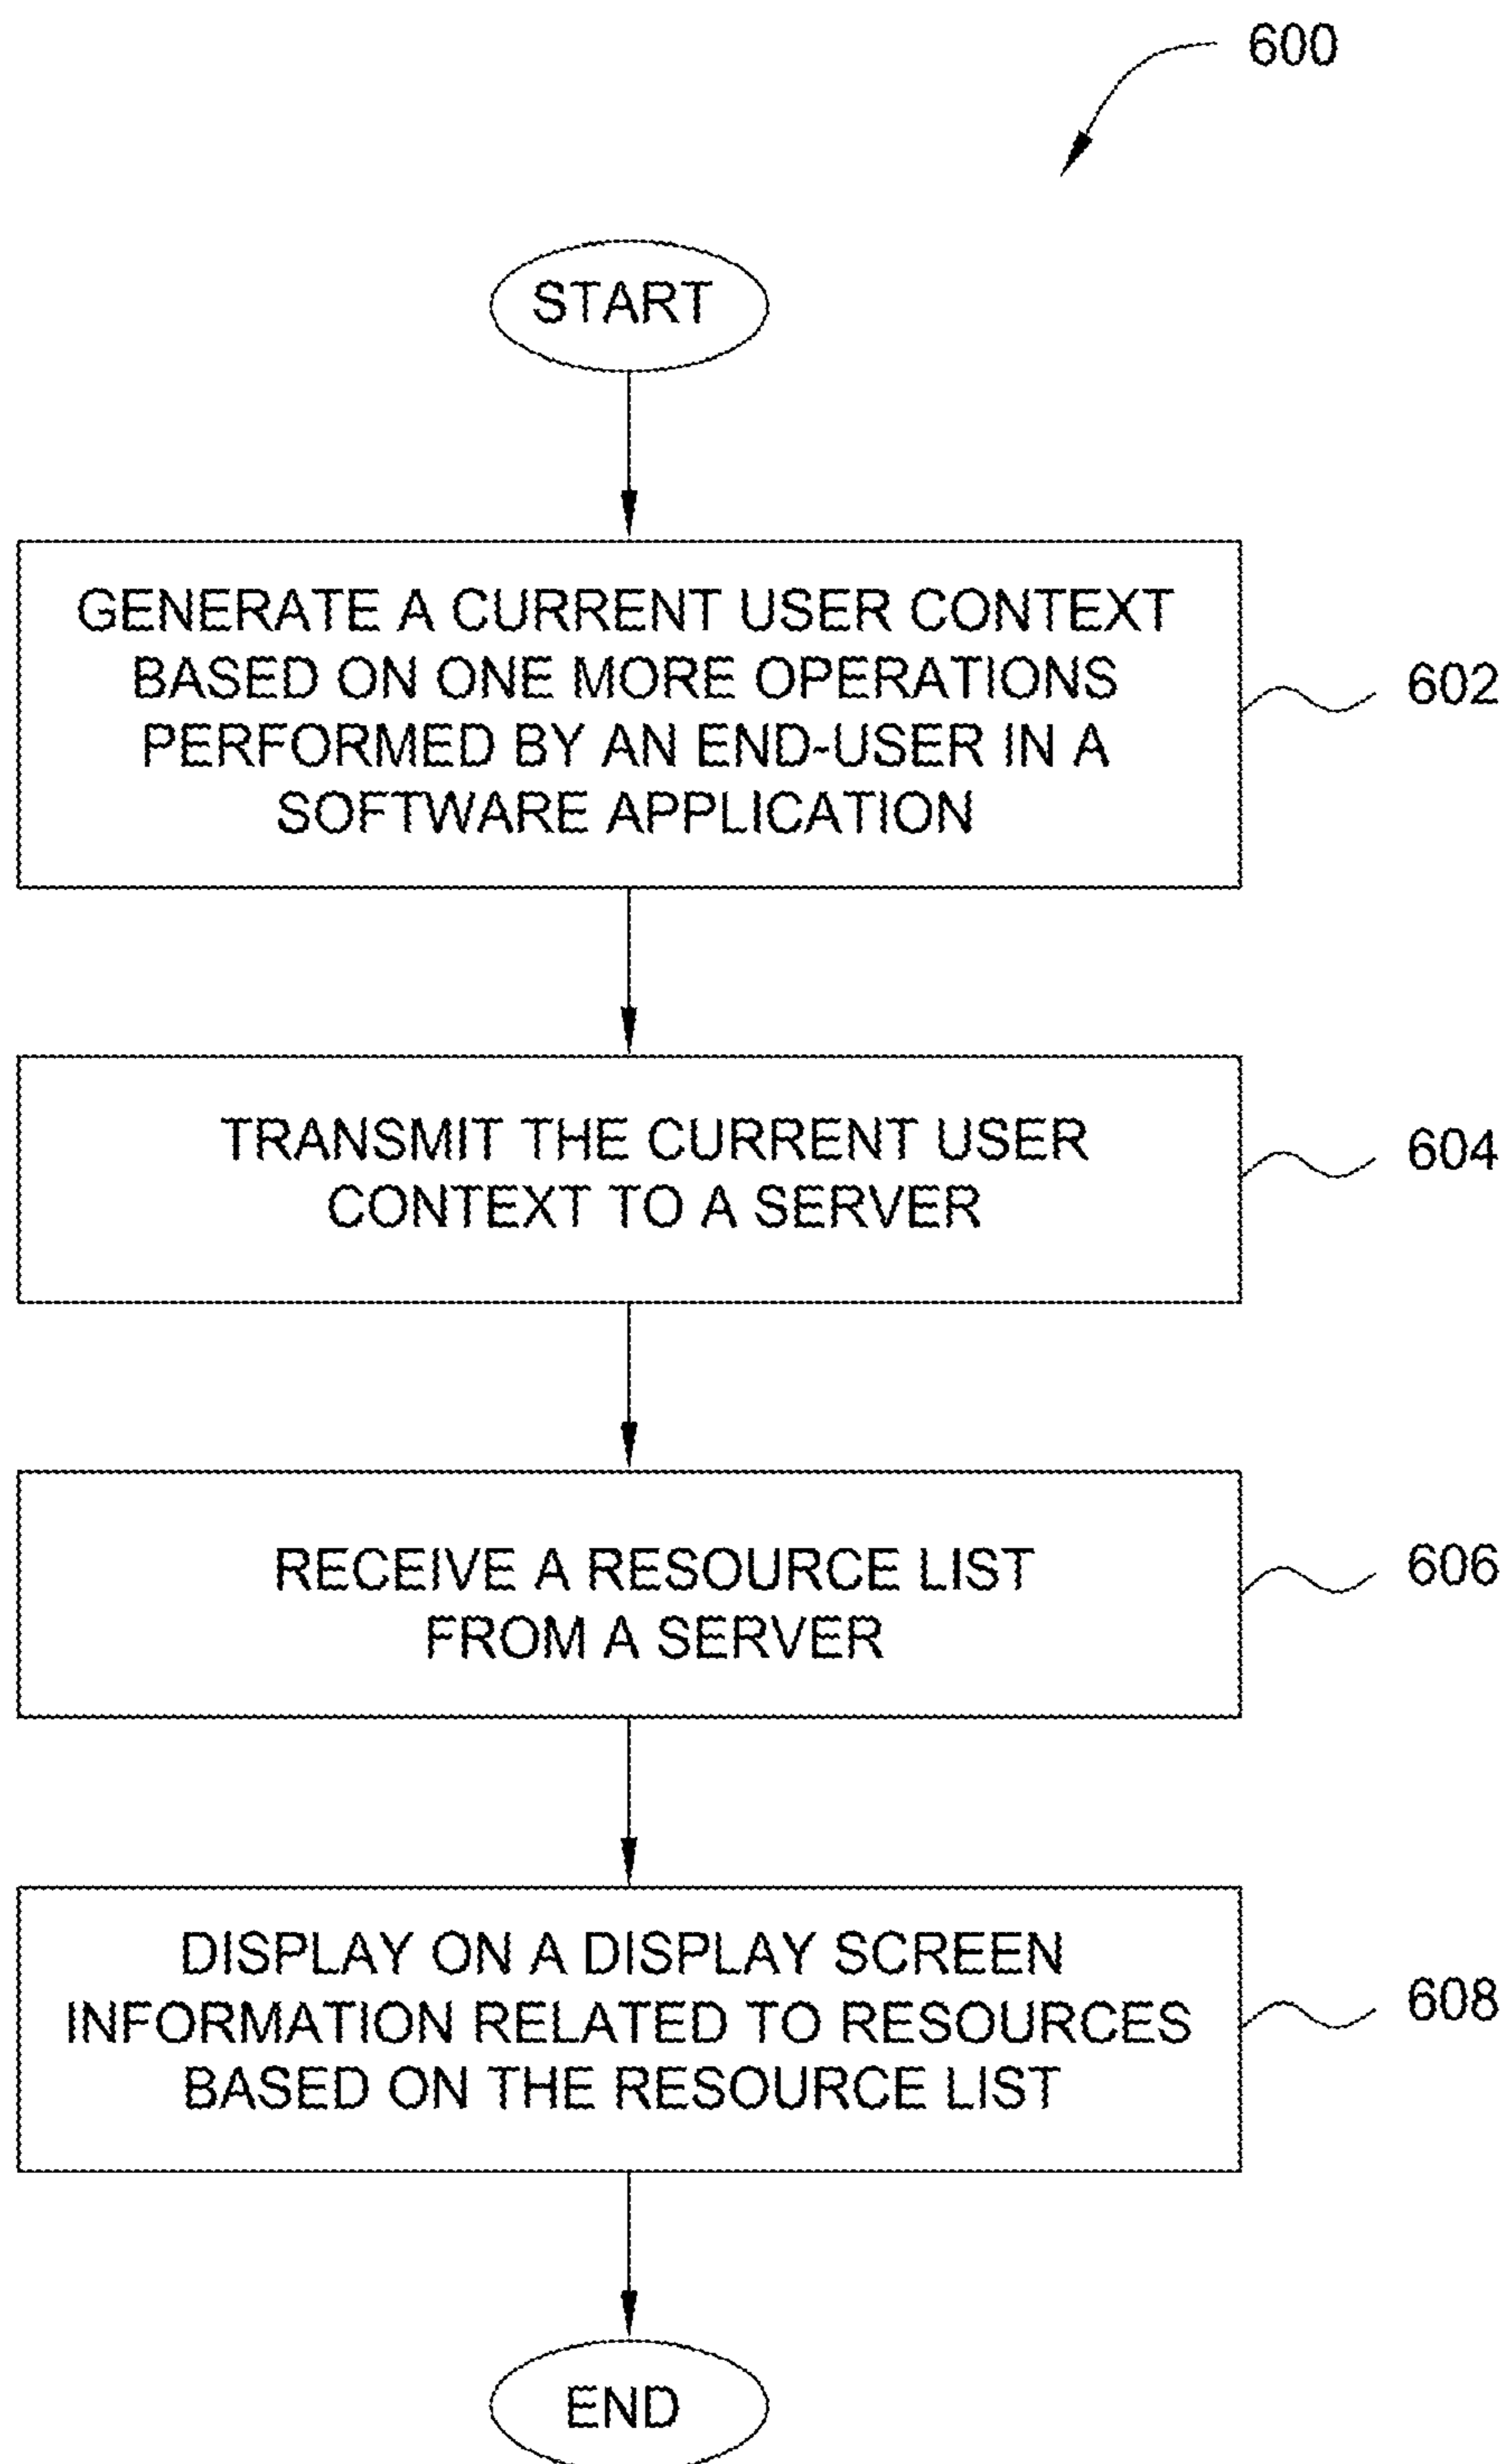 600
START
GENERATE A CURRENT USER CONTEXT
BASED ON ONE MORE OPERATIONS
PERFORMED BY AN END-USER IN A
SOFTWARE APPLICATION
602
TRANSMIT THE CURRENT USER
CONTEXT TO A SERVER
604
RECEIVE A RESOURCE LIST
FROM A SERVER
606
DISPLAY ON A DISPLAY SCREEN
INFORMATION RELATED TO RESOURCES
BASED ON THE RESOURCE LIST
608
END